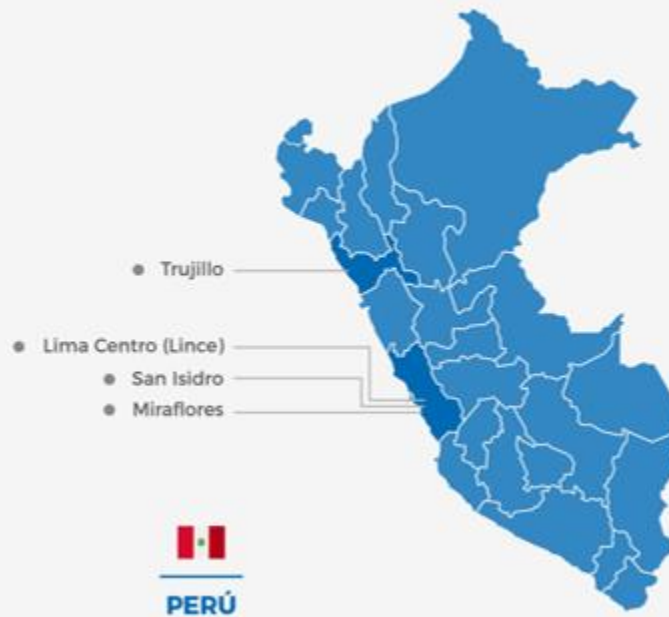 Trujillo
Lima Centro (Lince)
San Isidro
Miraflores
PERÚ